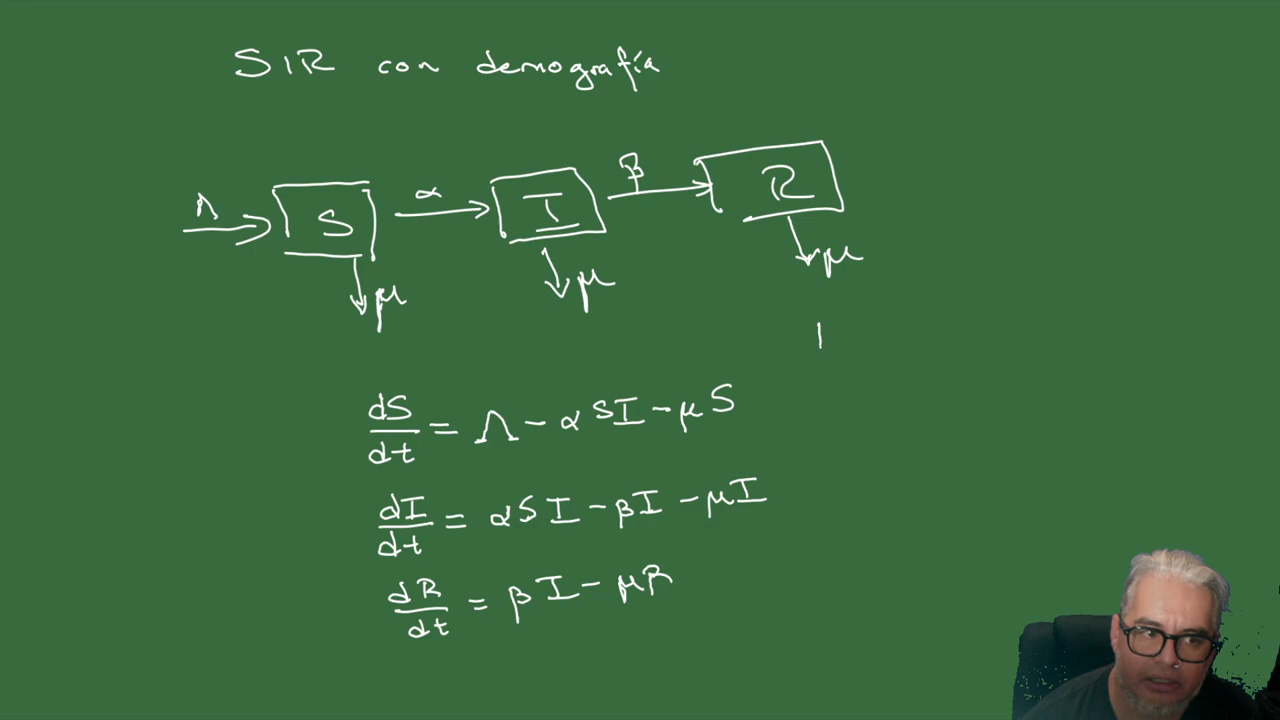 SIR con demografía
Λ S α I β R
μ μ μ
dS/dt = Λ - αSI - μS
dI/dt = αSI - βI - μI
dR/dt = βI - μR